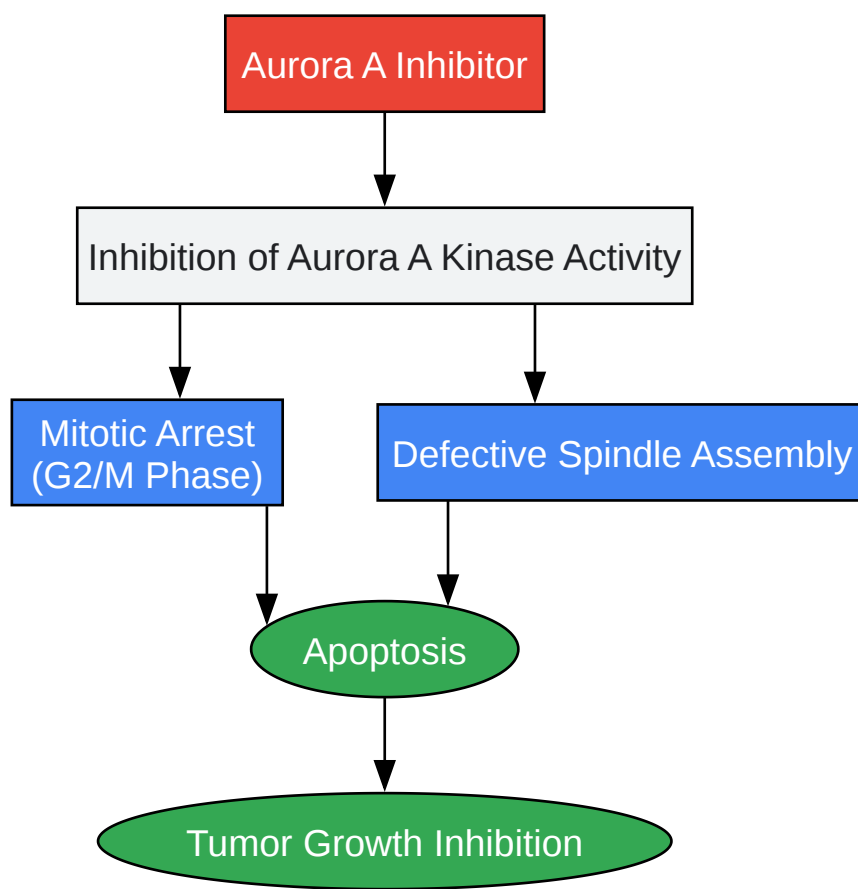 Aurora A Inhibitor
Inhibition of Aurora A Kinase Activity
Mitotic Arrest
(G2/M Phase)
Defective Spindle Assembly
Apoptosis
Tumor Growth Inhibition